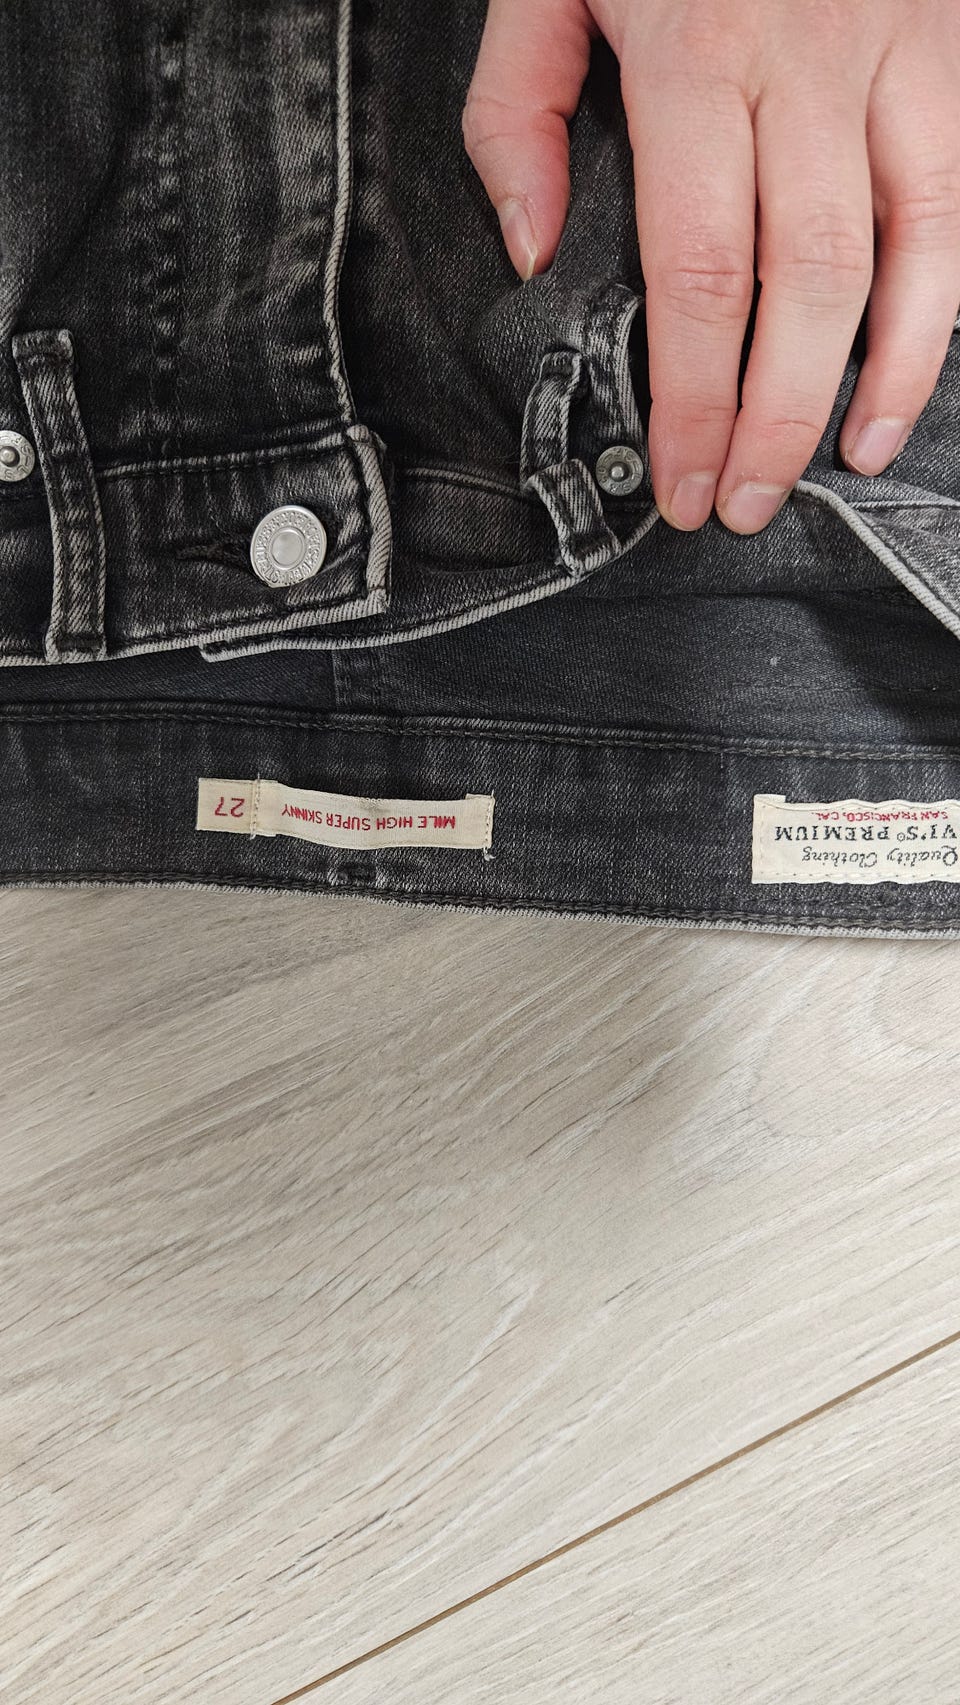 MILE HIGH SUPER SKINNY
27
Quality Clothing
VI'S® PREMIUM
SAN FRANCISCO, CAL.